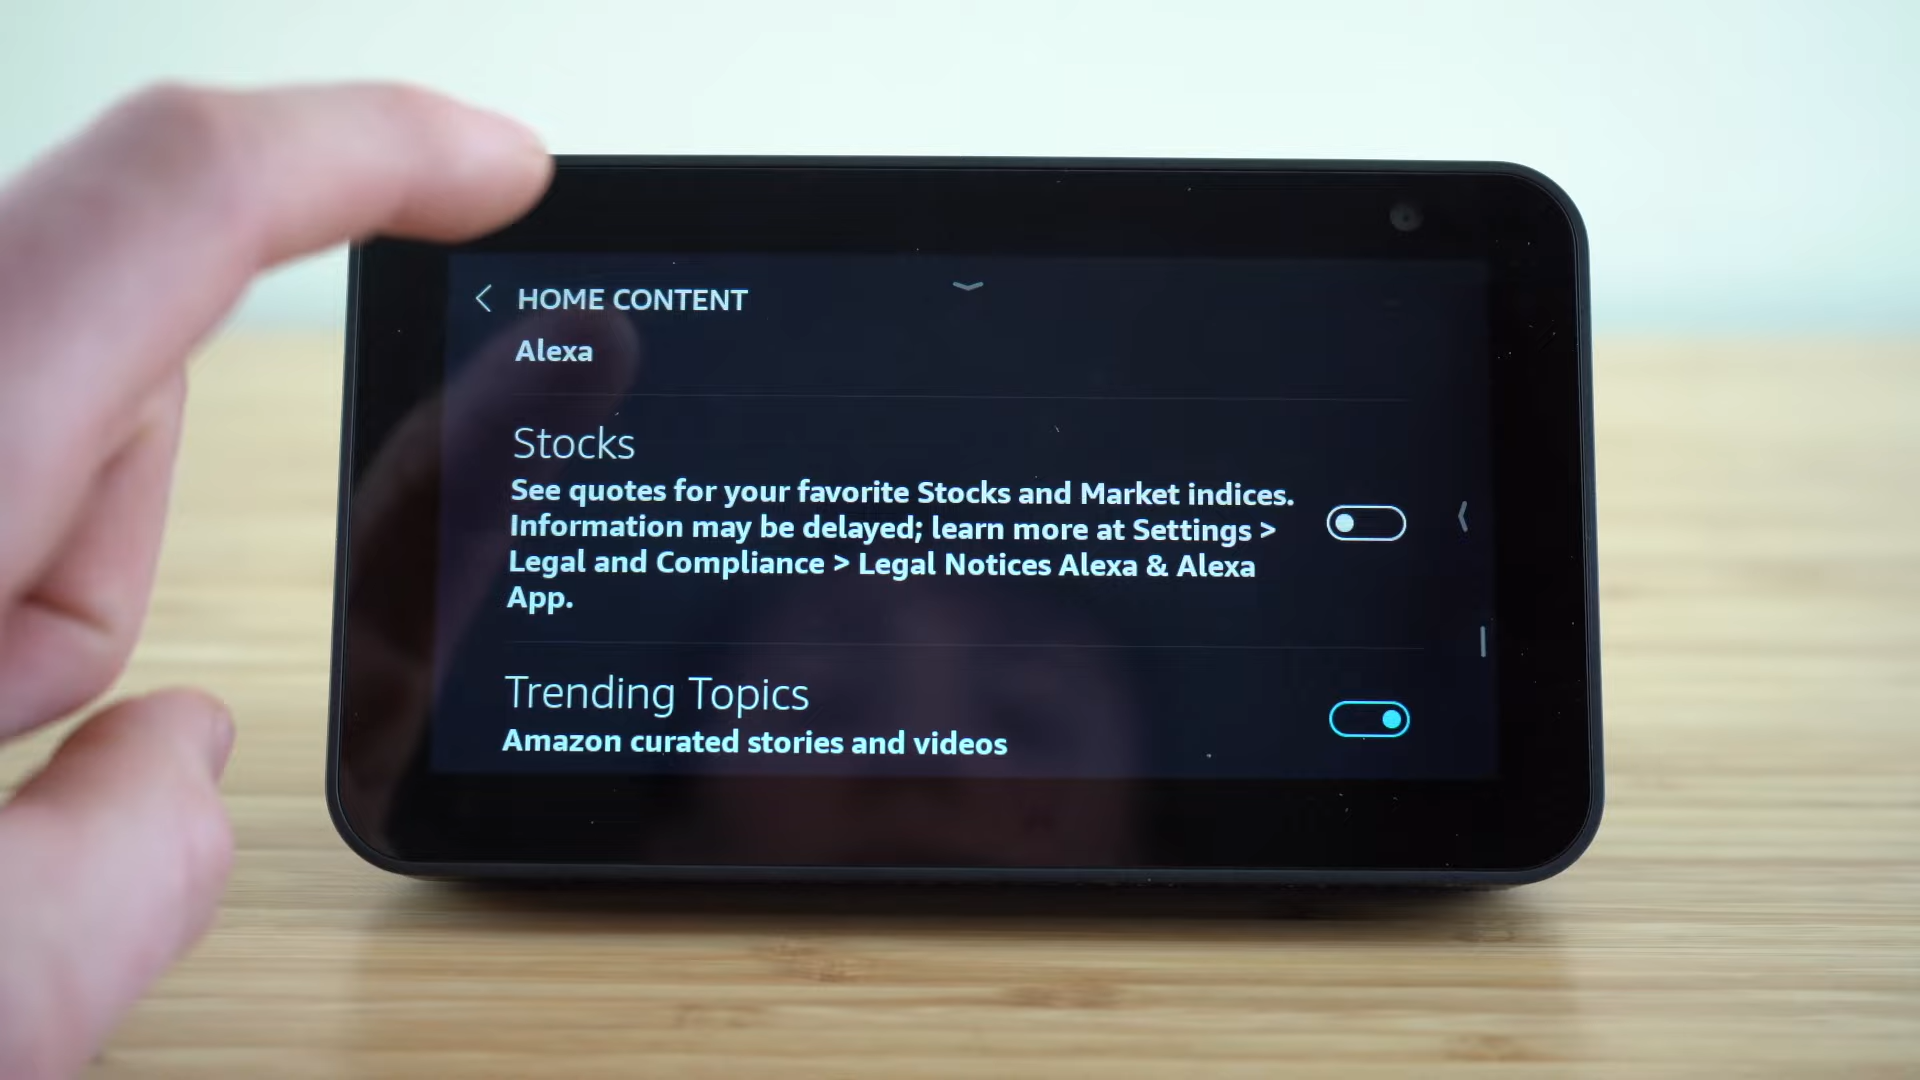 HOME CONTENT
Alexa
Stocks
See quotes for your favorite Stocks and Market indices.
Information may be delayed; learn more at Settings >
Legal and Compliance > Legal Notices Alexa & Alexa
App.
Trending Topics
Amazon curated stories and videos